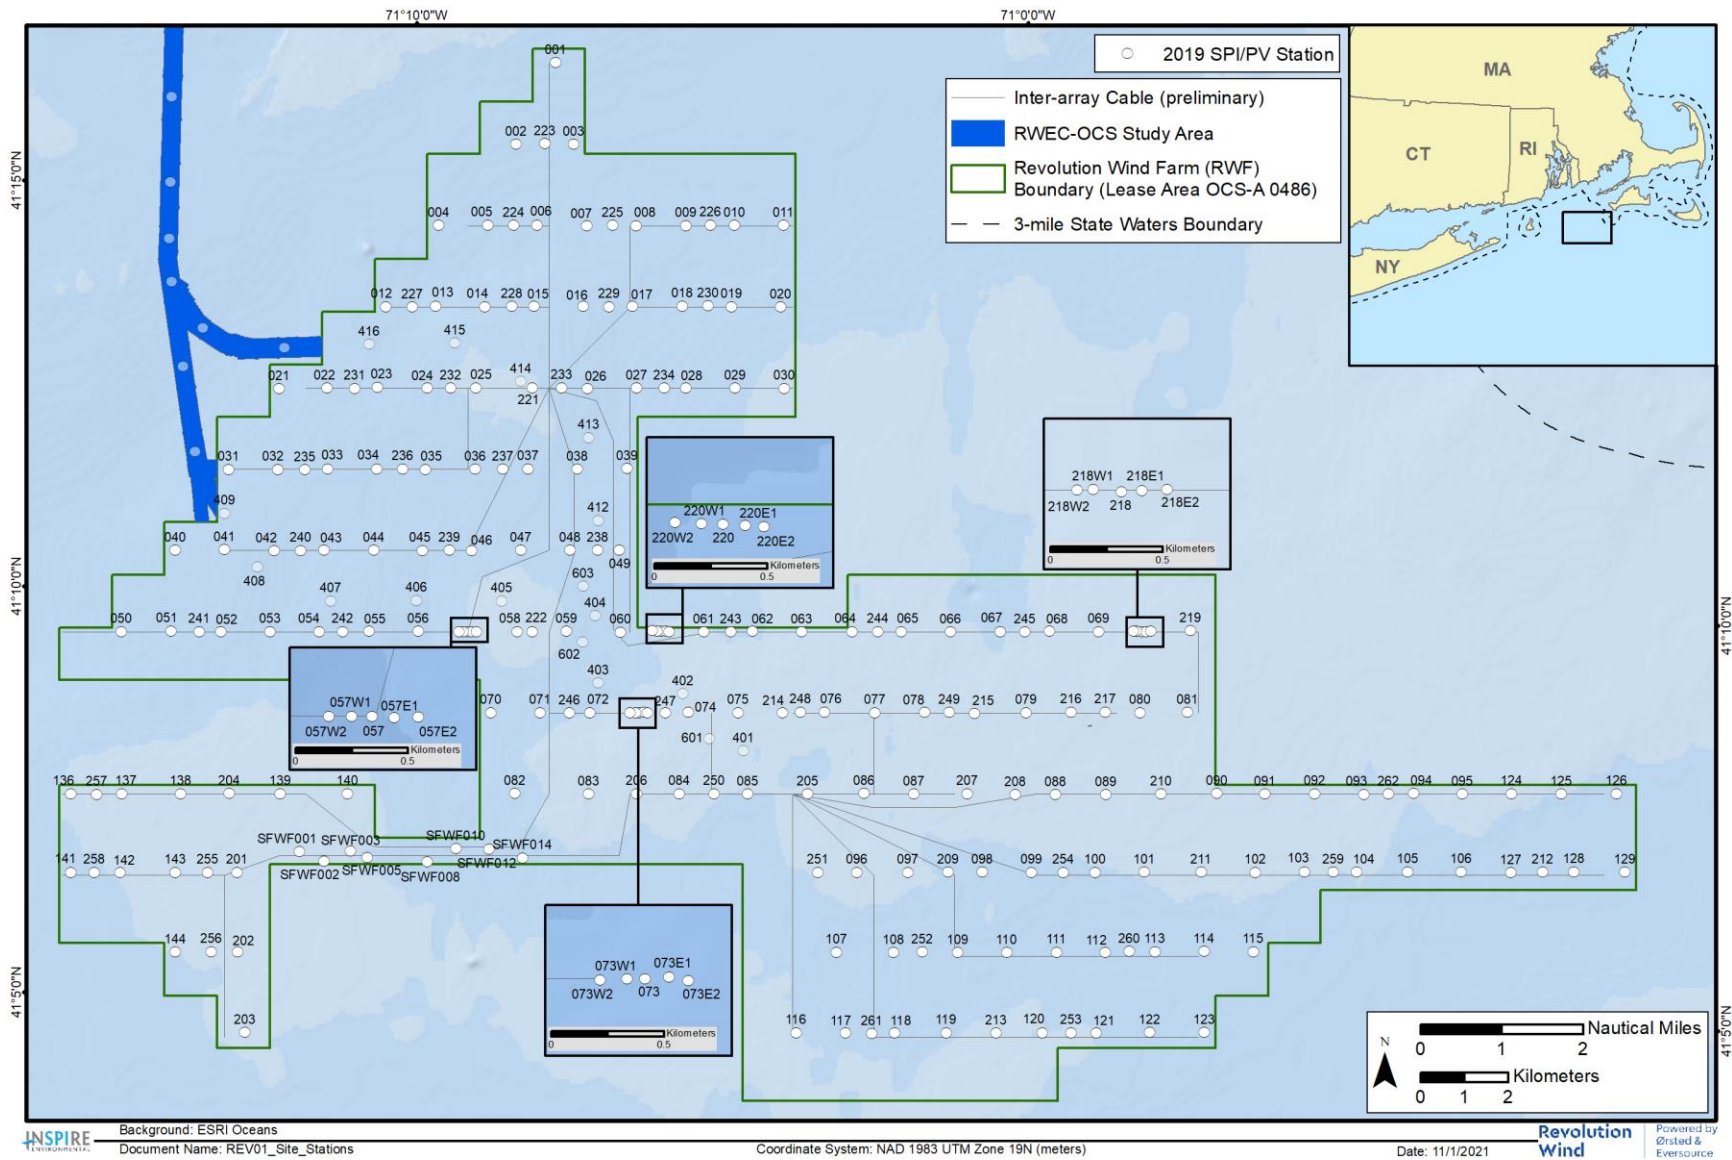 71°10'0"W
71°0'0"W
2019 SPI/PV Station
Inter-array Cable (preliminary)
RWEC-OCS Study Area
Revolution Wind Farm (RWF)
Boundary (Lease Area OCS-A 0486)
3-mile State Waters Boundary
MA
CT
RI
NY
41°15'0"N
41°10'0"N
41°5'0"N
41°10'0"N
41°5'0"N
001
002 223 003
004 005 224 006 007 225 008 009 226 010 011
012 227 013 014 228 015 016 229 017 018 230 019 020
416 415
021 022 231 023 024 232 025 414 221 233 026 027 234 028 029 030
413
031 032 235 033 034 236 035 036 237 037 038 039
409 412
040 041 042 240 043 044 045 239 046 047 048 238 049
408 603
407 406 405 404
050 051 241 052 053 054 242 055 056 058 222 059 060 061 243 062 063 064 244 065 066 067 245 068 069 219
602
403 402
070 071 246 072 247 074 075 214 248 076 077 078 249 215 079 216 217 080 081
601 401
136 257 137 138 204 139 140 082 083 206 084 250 085 205 086 087 207 208 088 089 210 090 091 092 093 262 094 095 124 125 126
SFWF001 SFWF003 SFWF010 SFWF014
SFWF002 SFWF005 SFWF008 SFWF012
141 258 142 143 255 201 251 096 097 209 098 099 254 100 101 211 102 103 259 104 105 106 127 212 128 129
144 256 202 107 108 252 109 110 111 112 260 113 114 115
203 116 117 261 118 119 213 120 253 121 122 123
220W1 220E1
220W2 220 220E2
Kilometers
0 0.5
218W1 218E1
218W2 218 218E2
Kilometers
0 0.5
057W1 057E1
057W2 057 057E2
Kilometers
0 0.5
073W1 073E1
073W2 073 073E2
Kilometers
0 0.5
N
Nautical Miles
0 1 2
Kilometers
0 1 2
INSPIRE
ENVIRONMENTAL
Background: ESRI Oceans
Document Name: REV01_Site_Stations
Coordinate System: NAD 1983 UTM Zone 19N (meters)
Date: 11/1/2021
Revolution
Wind
Powered by
Ørsted &
Eversource